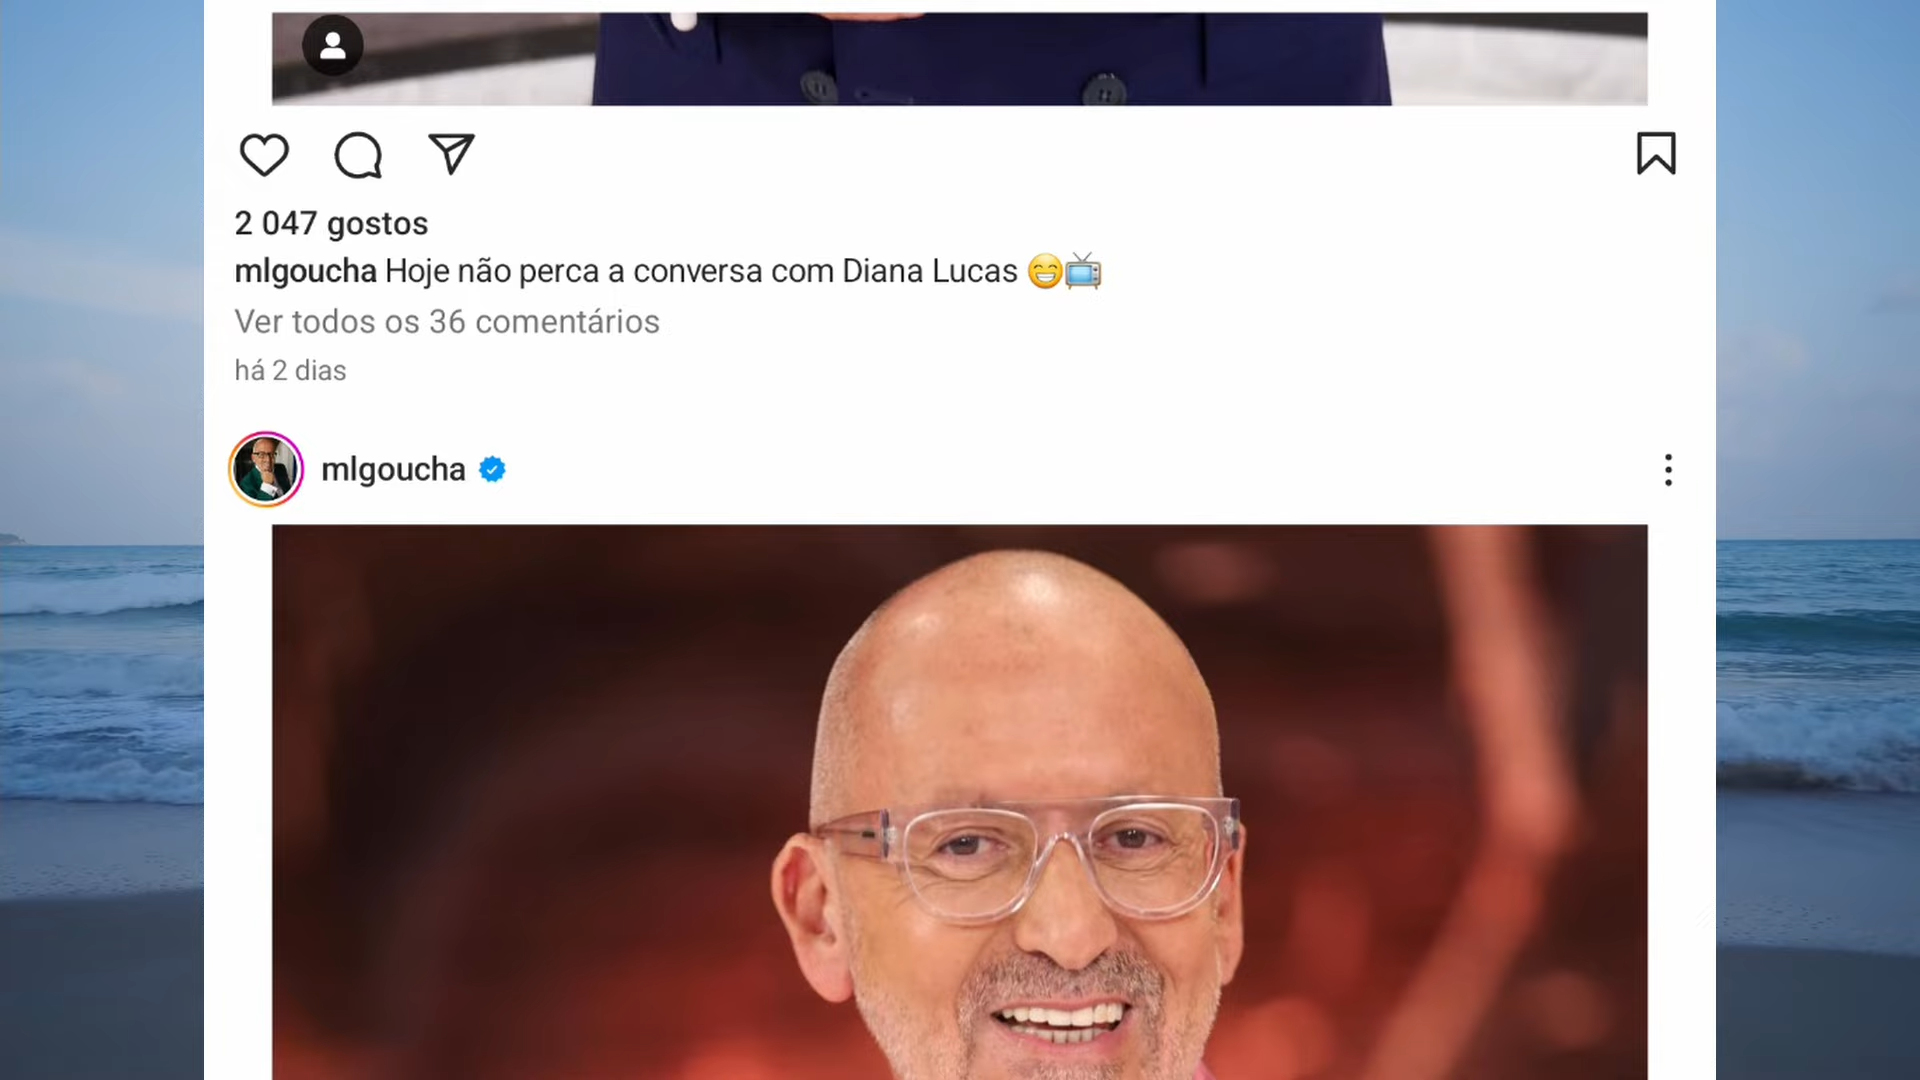 2 047 gostos
mlgoucha Hoje não perca a conversa com Diana Lucas 😁📺
Ver todos os 36 comentários
há 2 dias
mlgoucha